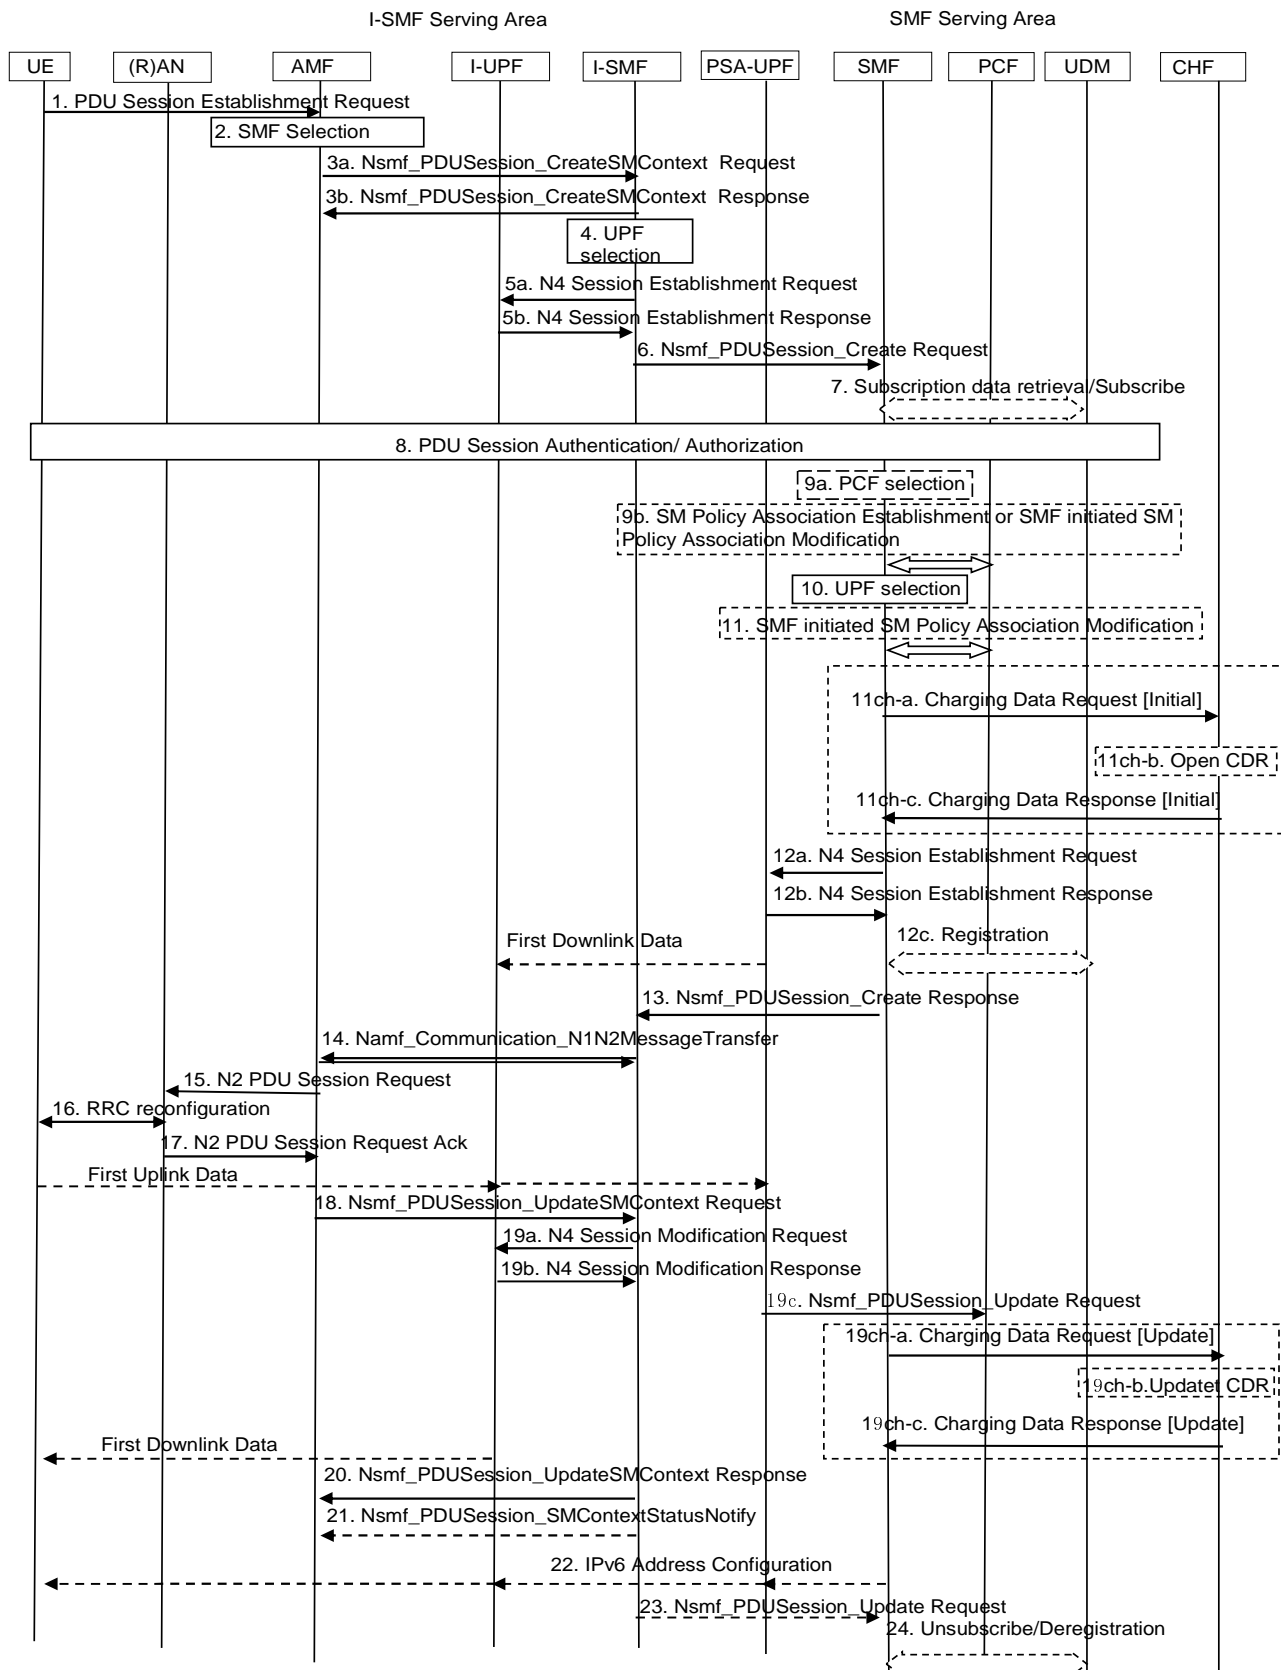 I-SMF Serving Area
SMF Serving Area
UE
(R)AN
AMF
I-UPF
I-SMF
PSA-UPF
SMF
PCF
UDM
CHF
1. PDU Session Establishment Request
2. SMF Selection
3a. Nsmf_PDUSession_CreateSMContext Request
3b. Nsmf_PDUSession_CreateSMContext Response
4. UPF
selection
5a. N4 Session Establishment Request
5b. N4 Session Establishment Response
6. Nsmf_PDUSession_Create Request
7. Subscription data retrieval/Subscribe
8. PDU Session Authentication/ Authorization
9a. PCF selection
9b. SM Policy Association Establishment or SMF initiated SM
Policy Association Modification
10. UPF selection
11. SMF initiated SM Policy Association Modification
11ch-a. Charging Data Request [Initial]
11ch-b. Open CDR
11ch-c. Charging Data Response [Initial]
12a. N4 Session Establishment Request
12b. N4 Session Establishment Response
First Downlink Data
12c. Registration
13. Nsmf_PDUSession_Create Response
14. Namf_Communication_N1N2MessageTransfer
15. N2 PDU Session Request
16. RRC reconfiguration
17. N2 PDU Session Request Ack
First Uplink Data
18. Nsmf_PDUSession_UpdateSMContext Request
19a. N4 Session Modification Request
19b. N4 Session Modification Response
19c. Nsmf_PDUSession_Update Request
19ch-a. Charging Data Request [Update]
19ch-b.Updatet CDR
19ch-c. Charging Data Response [Update]
First Downlink Data
20. Nsmf_PDUSession_UpdateSMContext Response
21. Nsmf_PDUSession_SMContextStatusNotify
22. IPv6 Address Configuration
23. Nsmf_PDUSession_Update Request
24. Unsubscribe/Deregistration